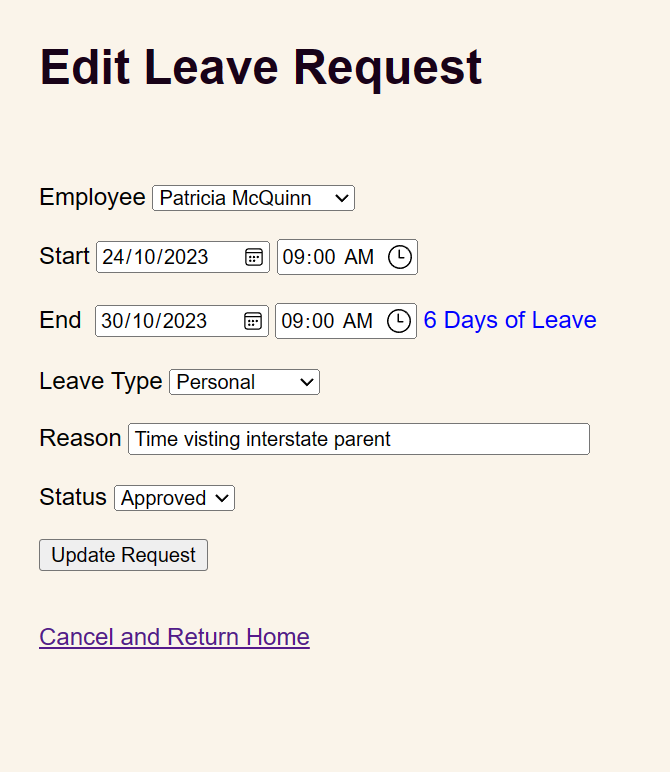 Edit Leave Request
Employee Patricia McQuinn
Start 24/10/2023 09:00 AM
End 30/10/2023 09:00 AM 6 Days of Leave
Leave Type Personal
Reason Time visting interstate parent
Status Approved
Update Request
Cancel and Return Home